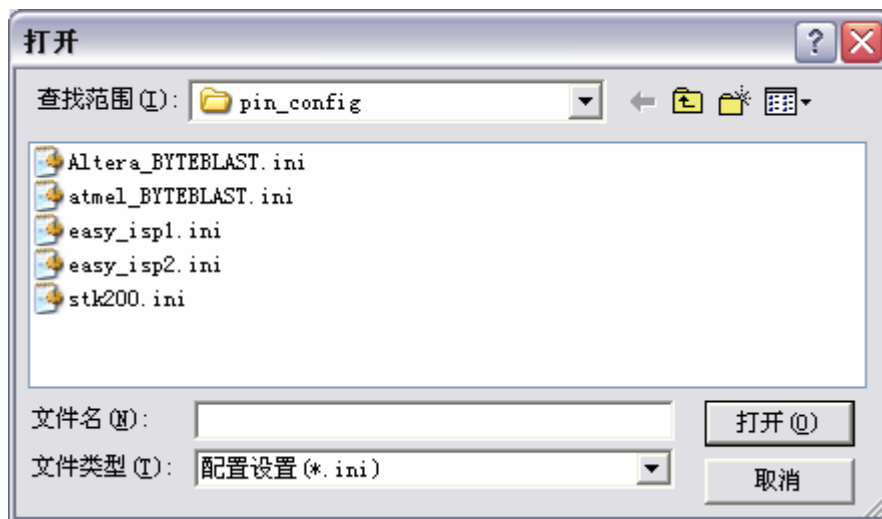 打开
查找范围(I): pin_config
Altera_BYTEBLAST.ini
atmel_BYTEBLAST.ini
easy_isp1.ini
easy_isp2.ini
stk200.ini
文件名(N): 打开(O)
文件类型(T): 配置设置(*.ini) 取消